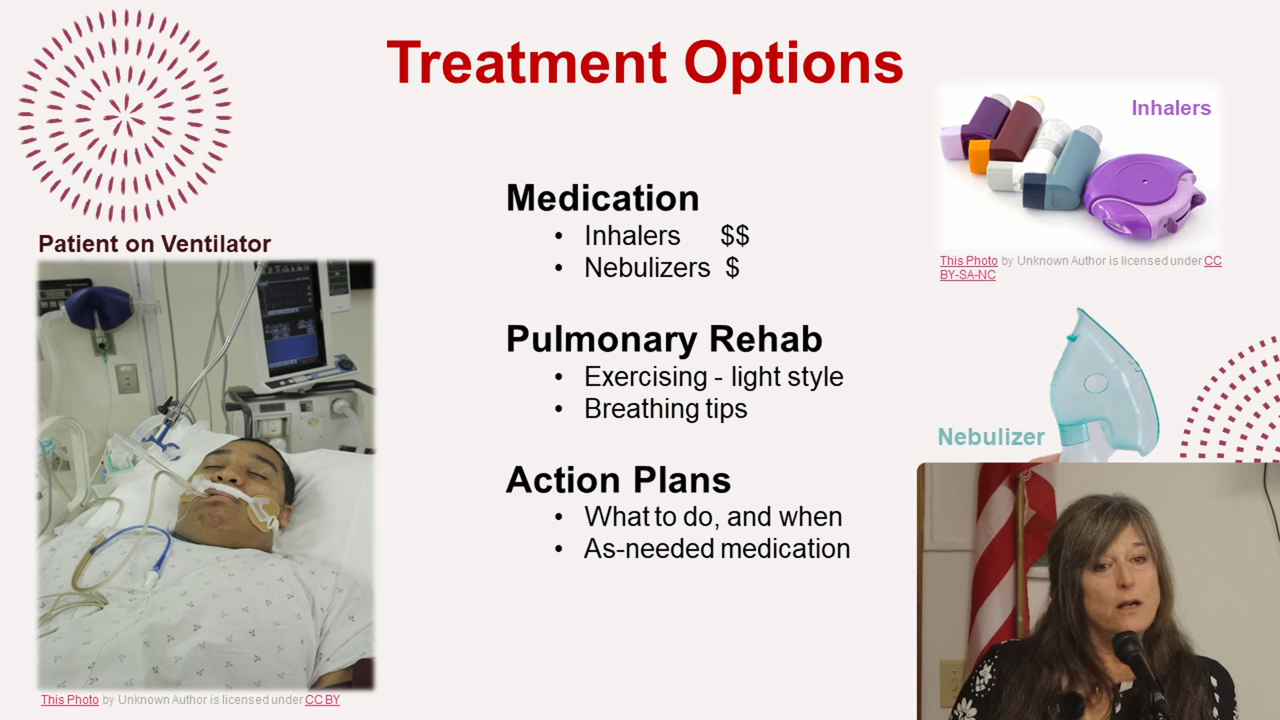 Treatment Options
Inhalers
Medication
• Inhalers $$
• Nebulizers $
Patient on Ventilator
This Photo by Unknown Author is licensed under CC
BY-SA-NC
Pulmonary Rehab
• Exercising - light style
• Breathing tips
Nebulizer
Action Plans
• What to do, and when
• As-needed medication
This Photo by Unknown Author is licensed under CC BY